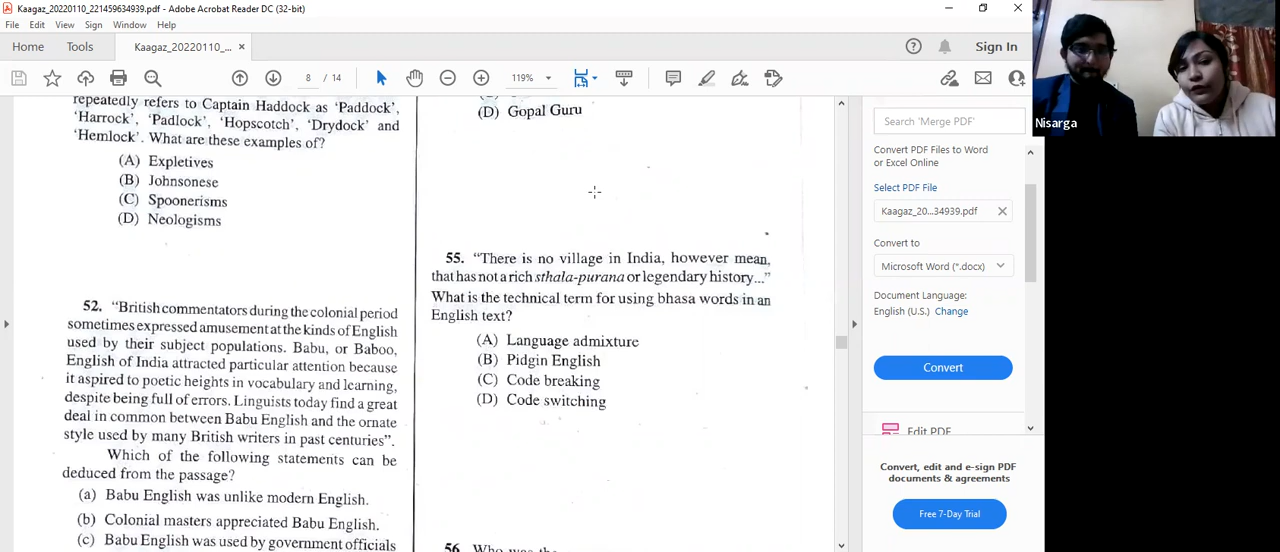 Kaagaz_20220110_221459634939.pdf - Adobe Acrobat Reader DC (32-bit)
File Edit View Sign Window Help
Home Tools Kaagaz_20220110_... × Sign In
8 / 14 119%
repeatedly refers to Captain Haddock as ‘Paddock’,
‘Harrock’, ‘Padlock’, ‘Hopscotch’, ‘Drydock’ and
‘Hemlock’. What are these examples of?
(A) Expletives
(B) Johnsonese
(C) Spoonerisms
(D) Neologisms
52. “British commentators during the colonial period
sometimes expressed amusement at the kinds of English
used by their subject populations. Babu, or Baboo,
English of India attracted particular attention because
it aspired to poetic heights in vocabulary and learning,
despite being full of errors. Linguists today find a great
deal in common between Babu English and the ornate
style used by many British writers in past centuries”.
Which of the following statements can be
deduced from the passage?
(a) Babu English was unlike modern English.
(b) Colonial masters appreciated Babu English.
(c) Babu English was used by government officials
(D) Gopal Guru
55. “There is no village in India, however mean,
that has not a rich sthala-purana or legendary history...”
What is the technical term for using bhasa words in an
English text?
(A) Language admixture
(B) Pidgin English
(C) Code breaking
(D) Code switching
56. Who was the
Search 'Merge PDF'
Convert PDF Files to Word
or Excel Online
Select PDF File
Kaagaz_20...34939.pdf
Convert to
Microsoft Word (*.docx)
Document Language:
English (U.S.) Change
Convert
Edit PDF
Convert, edit and e-sign PDF
documents & agreements
Free 7-Day Trial
Nisarga